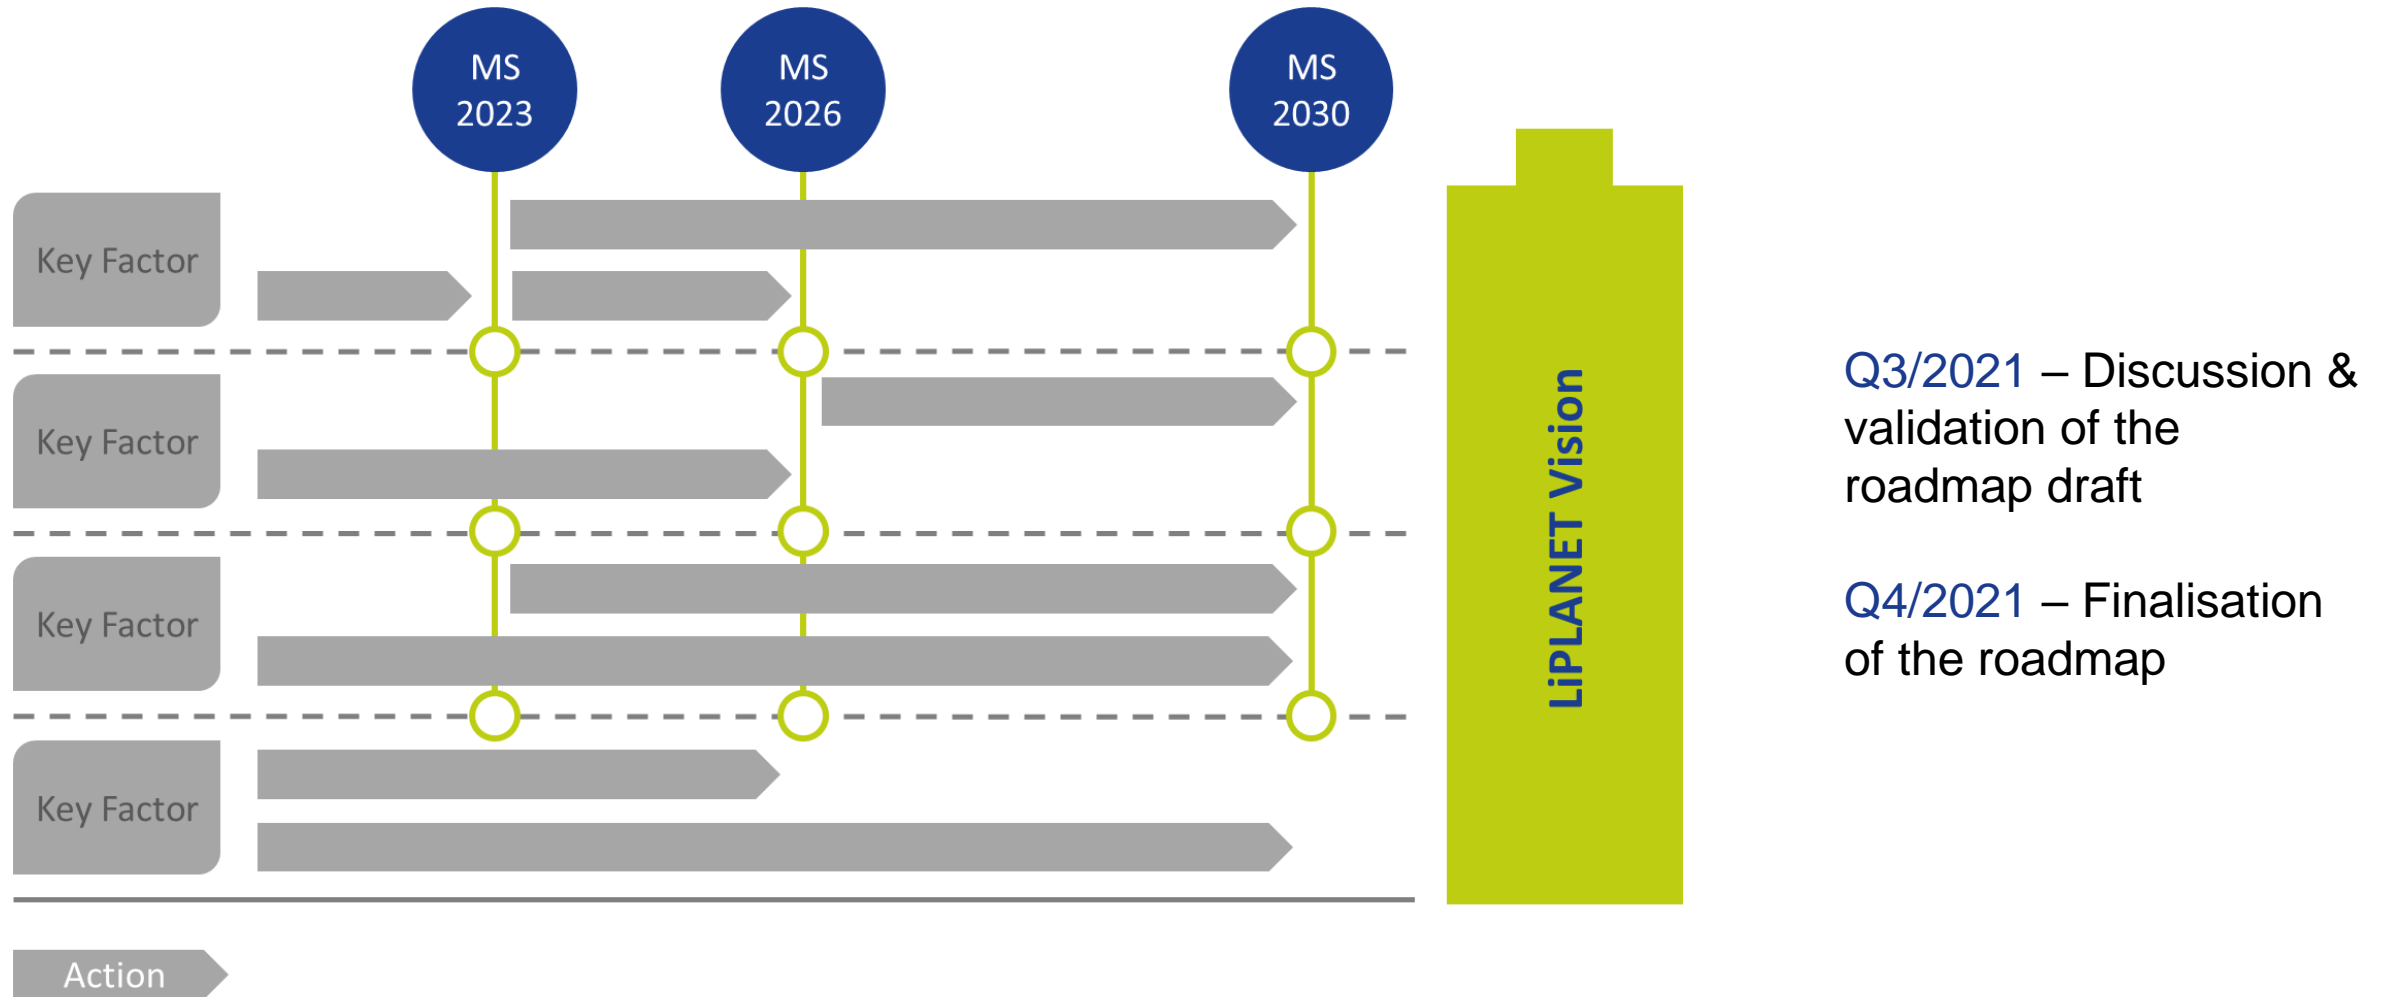 MS
2023
MS
2026
MS
2030
Key Factor
Key Factor
Key Factor
Key Factor
Action
LiPLANET Vision
Q3/2021 – Discussion &
validation of the
roadmap draft
Q4/2021 – Finalisation
of the roadmap